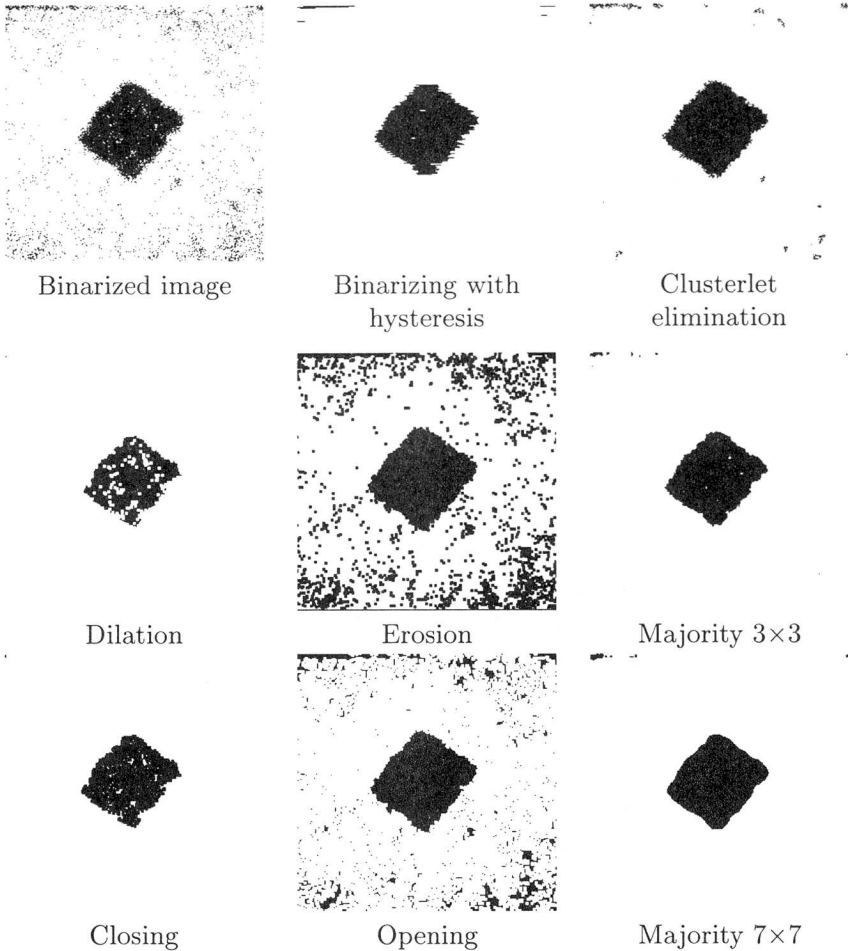 Binarized image
Binarizing with
hysteresis
Clusterlet
elimination
Dilation
Erosion
Majority 3×3
Closing
Opening
Majority 7×7